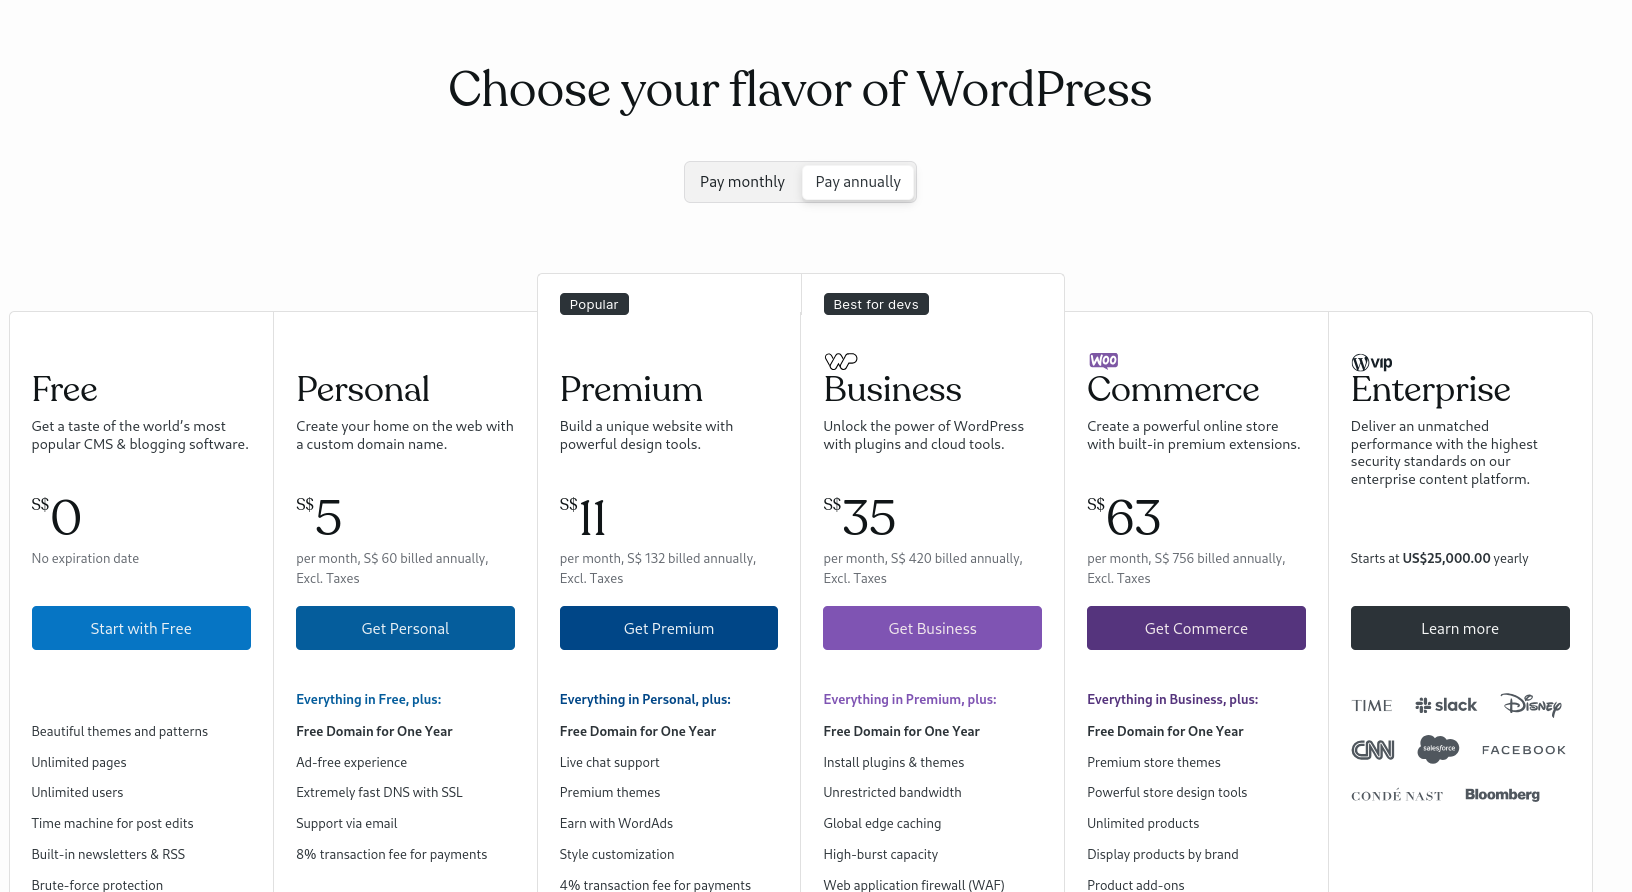 Choose your flavor of WordPress
Pay monthly
Pay annually
Free
Get a taste of the world’s most
popular CMS & blogging software.
S$0
No expiration date
Start with Free
Beautiful themes and patterns
Unlimited pages
Unlimited users
Time machine for post edits
Built-in newsletters & RSS
Brute-force protection
Personal
Create your home on the web with
a custom domain name.
S$5
per month, S$ 60 billed annually,
Excl. Taxes
Get Personal
Everything in Free, plus:
Free Domain for One Year
Ad-free experience
Extremely fast DNS with SSL
Support via email
8% transaction fee for payments
Popular
Premium
Build a unique website with
powerful design tools.
S$11
per month, S$ 132 billed annually,
Excl. Taxes
Get Premium
Everything in Personal, plus:
Free Domain for One Year
Live chat support
Premium themes
Earn with WordAds
Style customization
4% transaction fee for payments
Best for devs
Business
Unlock the power of WordPress
with plugins and cloud tools.
S$35
per month, S$ 420 billed annually,
Excl. Taxes
Get Business
Everything in Premium, plus:
Free Domain for One Year
Install plugins & themes
Unrestricted bandwidth
Global edge caching
High-burst capacity
Web application firewall (WAF)
WOO
Commerce
Create a powerful online store
with built-in premium extensions.
S$63
per month, S$ 756 billed annually,
Excl. Taxes
Get Commerce
Everything in Business, plus:
Free Domain for One Year
Premium store themes
Powerful store design tools
Unlimited products
Display products by brand
Product add-ons
vip
Enterprise
Deliver an unmatched
performance with the highest
security standards on our
enterprise content platform.
Starts at US$25,000.00 yearly
Learn more
TIME slack Disney
CNN salesforce FACEBOOK
CONDÉ NAST Bloomberg